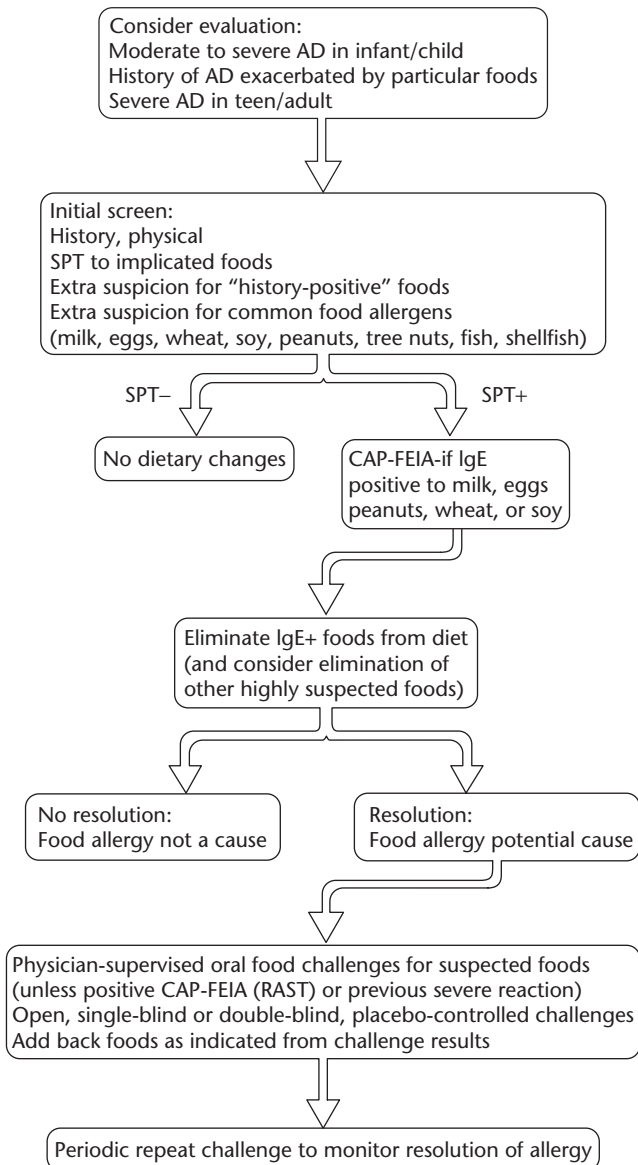 Consider evaluation:
Moderate to severe AD in infant/child
History of AD exacerbated by particular foods
Severe AD in teen/adult
Initial screen:
History, physical
SPT to implicated foods
Extra suspicion for “history-positive” foods
Extra suspicion for common food allergens
(milk, eggs, wheat, soy, peanuts, tree nuts, fish, shellfish)
SPT–
SPT+
No dietary changes
CAP-FEIA-if IgE
positive to milk, eggs
peanuts, wheat, or soy
Eliminate IgE+ foods from diet
(and consider elimination of
other highly suspected foods)
No resolution:
Food allergy not a cause
Resolution:
Food allergy potential cause
Physician-supervised oral food challenges for suspected foods
(unless positive CAP-FEIA (RAST) or previous severe reaction)
Open, single-blind or double-blind, placebo-controlled challenges
Add back foods as indicated from challenge results
Periodic repeat challenge to monitor resolution of allergy